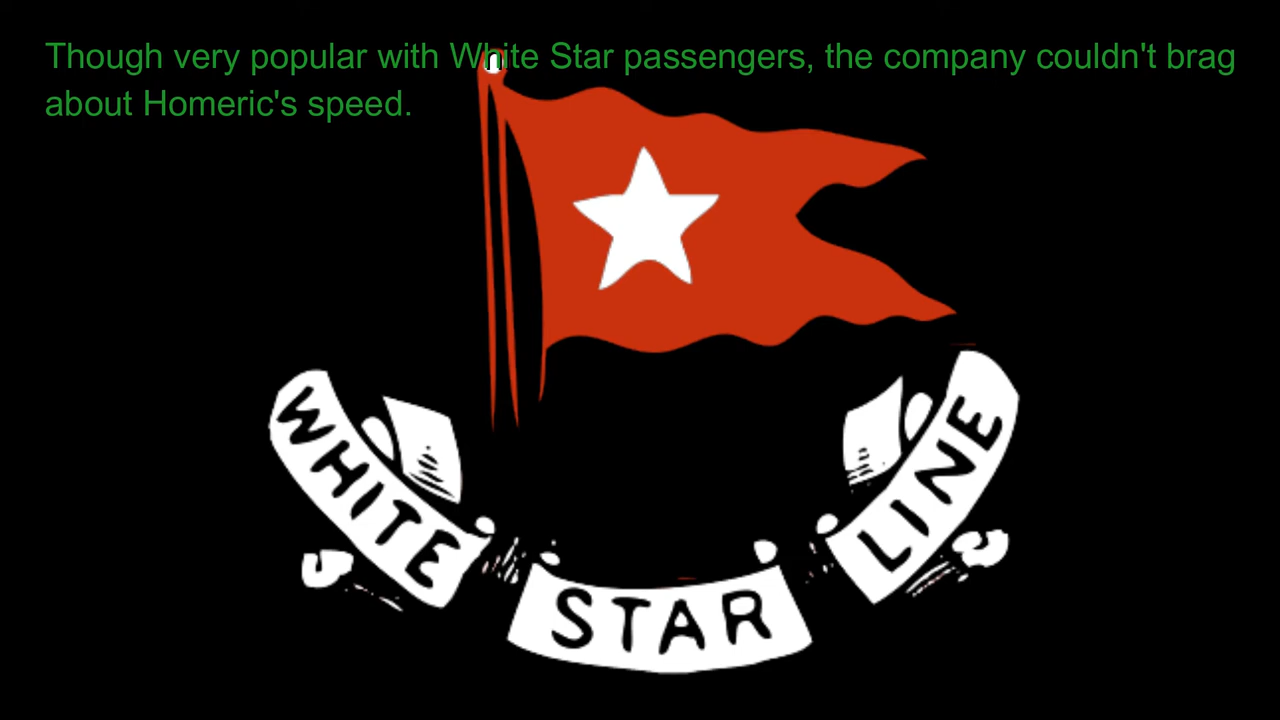 Though very popular with White Star passengers, the company couldn't brag
about Homeric's speed.
WHITE
STAR
LINE